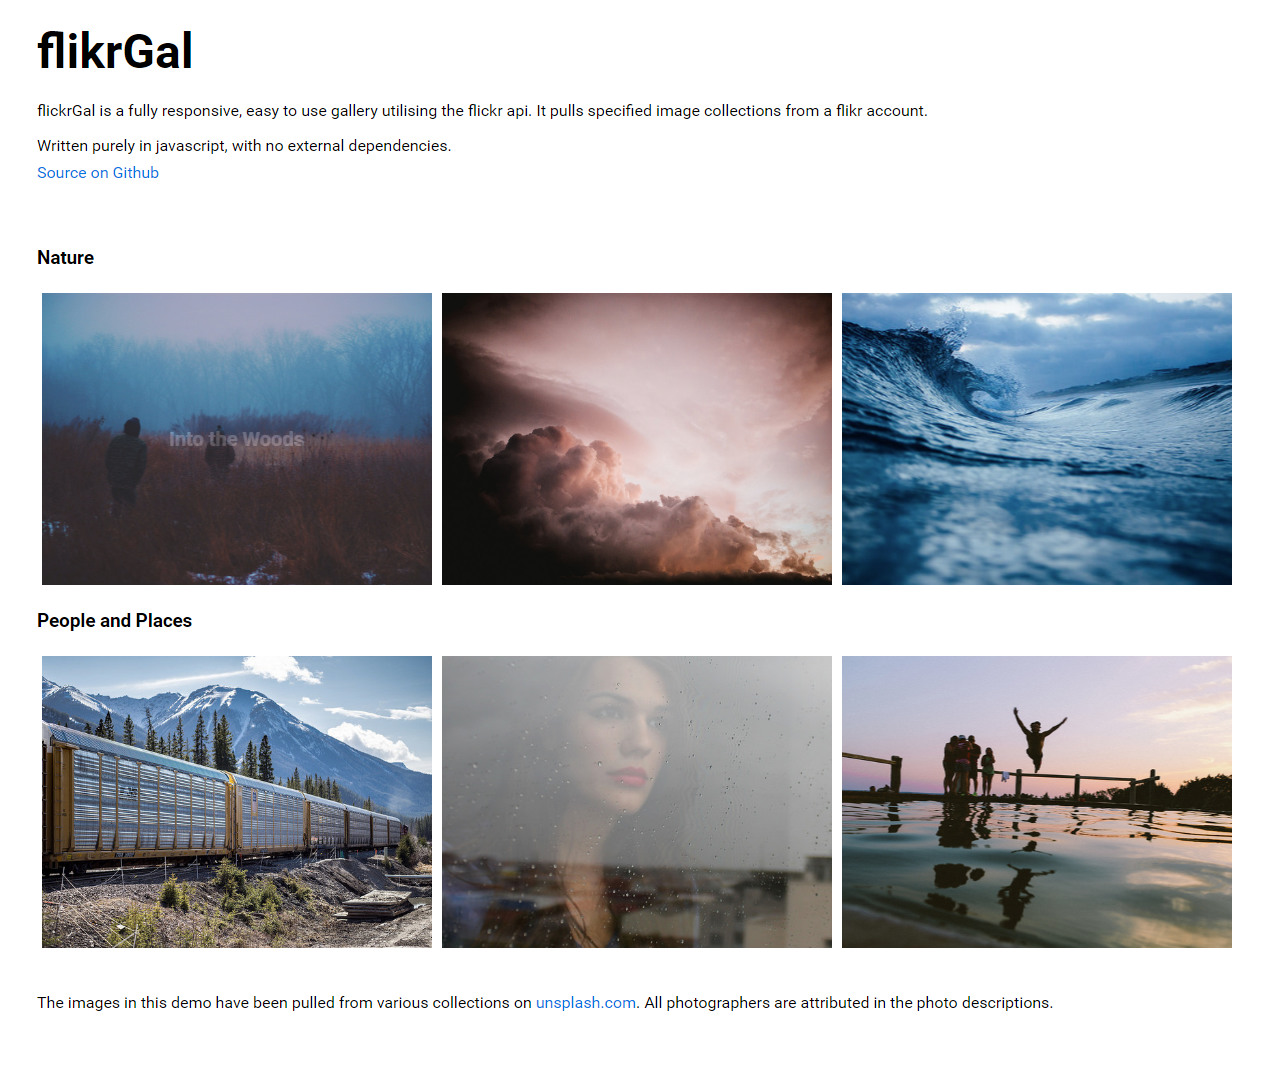 flikrGal
flickrGal is a fully responsive, easy to use gallery utilising the flickr api. It pulls specified image collections from a flikr account.
Written purely in javascript, with no external dependencies.
Source on Github
Nature
Into the Woods
People and Places
The images in this demo have been pulled from various collections on unsplash.com. All photographers are attributed in the photo descriptions.